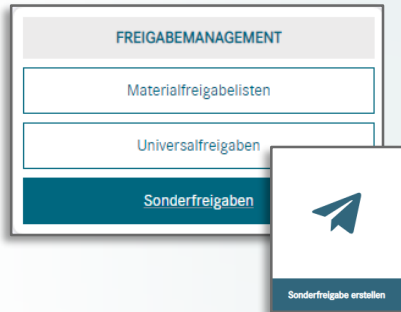 FREIGABEMANAGEMENT
Materialfreigabelisten
Universalfreigaben
Sonderfreigaben
Sonderfreigabe erstellen